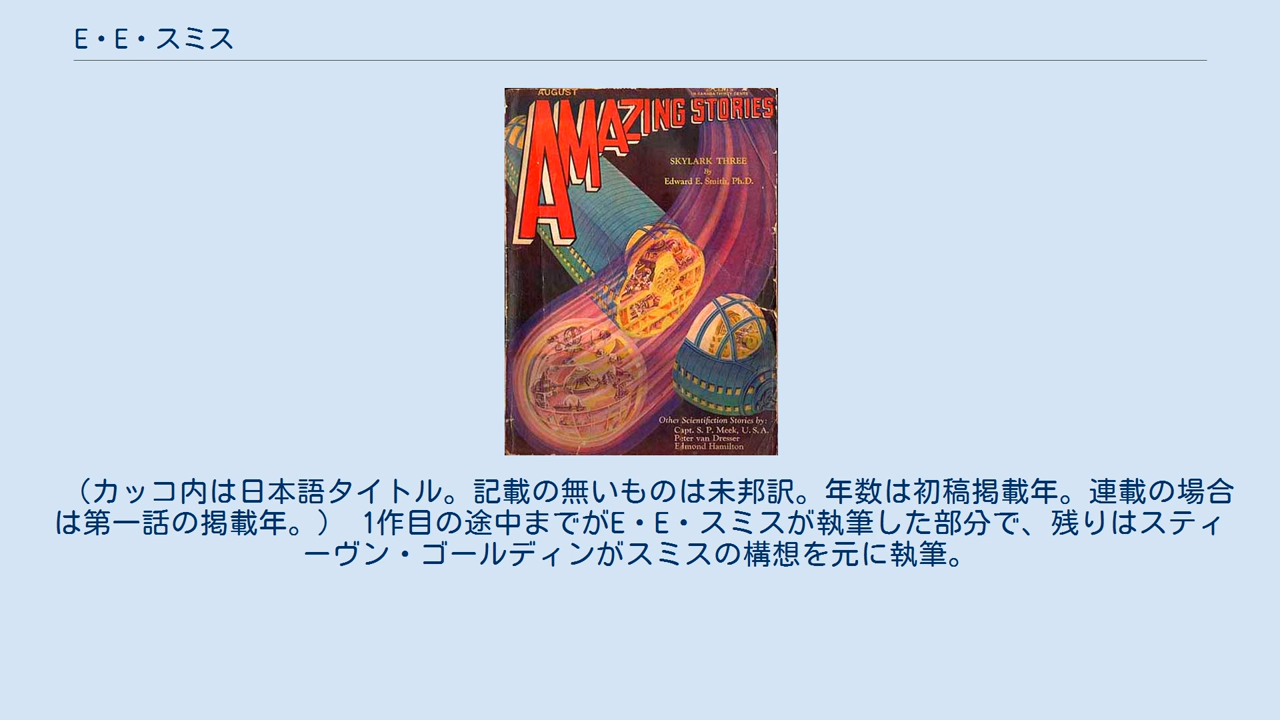 E・E・スミス
AUGUST
AMAZING STORIES
SKYLARK THREE
By
Edward E. Smith, Ph.D.
Other Scientifiction Stories by:
Capt. S. P. Meek, U.S.A.
Peter van Dresser
Edmond Hamilton
（カッコ内は日本語タイトル。記載の無いものは未邦訳。年数は初稿掲載年。連載の場合
は第一話の掲載年。） 1作目の途中までがE・E・スミスが執筆した部分で、残りはスティ
ーヴン・ゴールディンがスミスの構想を元に執筆。